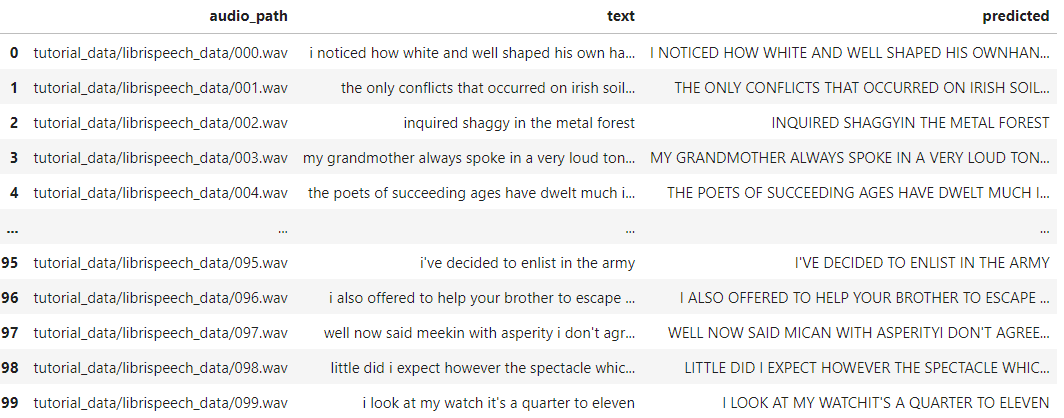 audio_path text predicted
0 tutorial_data/librispeech_data/000.wav i noticed how white and well shaped his own ha... I NOTICED HOW WHITE AND WELL SHAPED HIS OWNHAN...
1 tutorial_data/librispeech_data/001.wav the only conflicts that occurred on irish soil... THE ONLY CONFLICTS THAT OCCURRED ON IRISH SOIL...
2 tutorial_data/librispeech_data/002.wav inquired shaggy in the metal forest INQUIRED SHAGGYIN THE METAL FOREST
3 tutorial_data/librispeech_data/003.wav my grandmother always spoke in a very loud ton... MY GRANDMOTHER ALWAYS SPOKE IN A VERY LOUD TON...
4 tutorial_data/librispeech_data/004.wav the poets of succeeding ages have dwelt much i... THE POETS OF SUCCEEDING AGES HAVE DWELT MUCH I...
... ... ... ...
95 tutorial_data/librispeech_data/095.wav i've decided to enlist in the army I'VE DECIDED TO ENLIST IN THE ARMY
96 tutorial_data/librispeech_data/096.wav i also offered to help your brother to escape ... I ALSO OFFERED TO HELP YOUR BROTHER TO ESCAPE ...
97 tutorial_data/librispeech_data/097.wav well now said meekin with asperity i don't agr... WELL NOW SAID MICAN WITH ASPERITYI DON'T AGREE...
98 tutorial_data/librispeech_data/098.wav little did i expect however the spectacle whic... LITTLE DID I EXPECT HOWEVER THE SPECTACLE WHIC...
99 tutorial_data/librispeech_data/099.wav i look at my watch it's a quarter to eleven I LOOK AT MY WATCHIT'S A QUARTER TO ELEVEN